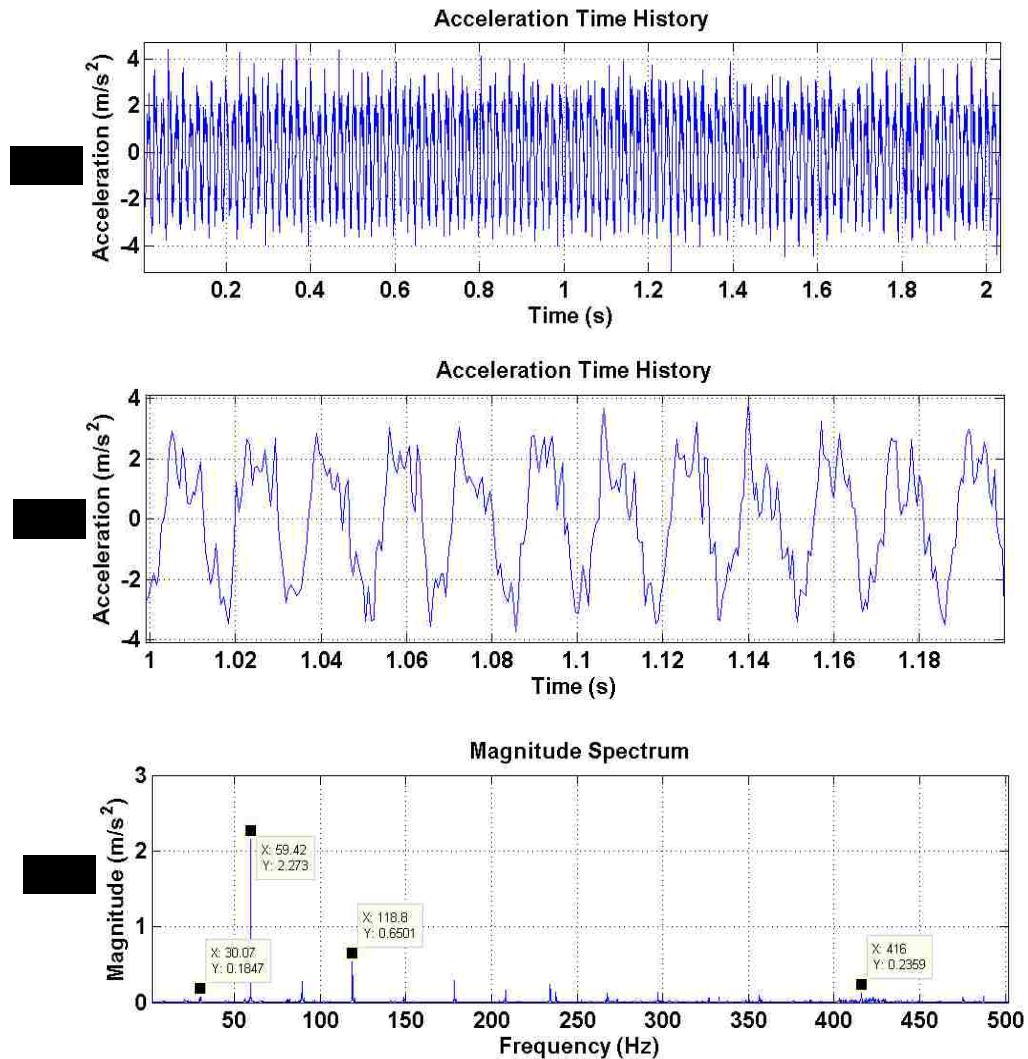 Acceleration Time History
Acceleration (m/s²)
4
2
0
-2
-4
0.2 0.4 0.6 0.8 1 1.2 1.4 1.6 1.8 2
Time (s)
Acceleration Time History
Acceleration (m/s²)
4
2
0
-2
-4
1 1.02 1.04 1.06 1.08 1.1 1.12 1.14 1.16 1.18
Time (s)
Magnitude Spectrum
Magnitude (m/s²)
3
2
1
0
X: 59.42
Y: 2.273
X: 118.8
Y: 0.6501
X: 30.07
Y: 0.1847
X: 416
Y: 0.2359
50 100 150 200 250 300 350 400 450 500
Frequency (Hz)